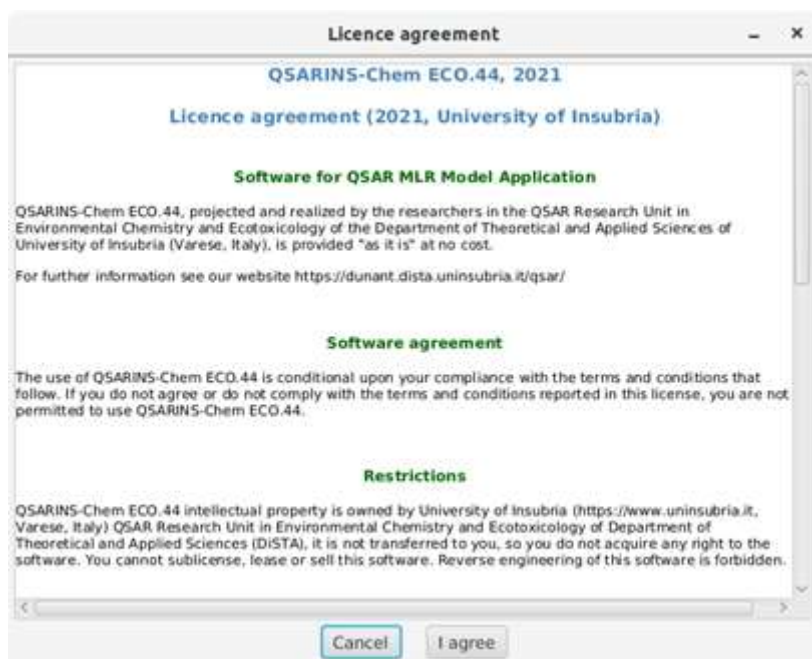 Licence agreement
QSARINS-Chem ECO.44, 2021
Licence agreement (2021, University of Insubria)
Software for QSAR MLR Model Application
QSARINS-Chem ECO.44, projected and realized by the researchers in the QSAR Research Unit in
Environmental Chemistry and Ecotoxicology of the Department of Theoretical and Applied Sciences of
University of Insubria (Varese, Italy), is provided "as it is" at no cost.
For further information see our website https://dunant.dista.uninsubria.it/qsar/
Software agreement
The use of QSARINS-Chem ECO.44 is conditional upon your compliance with the terms and conditions that
follow. If you do not agree or do not comply with the terms and conditions reported in this license, you are not
permitted to use QSARINS-Chem ECO.44.
Restrictions
QSARINS-Chem ECO.44 intellectual property is owned by University of Insubria (https://www.uninsubria.it,
Varese, Italy) QSAR Research Unit in Environmental Chemistry and Ecotoxicology of Department of
Theoretical and Applied Sciences (DiSTA), it is not transferred to you, so you do not acquire any right to the
software. You cannot sublicense, lease or sell this software. Reverse engineering of this software is forbidden.
Cancel I agree